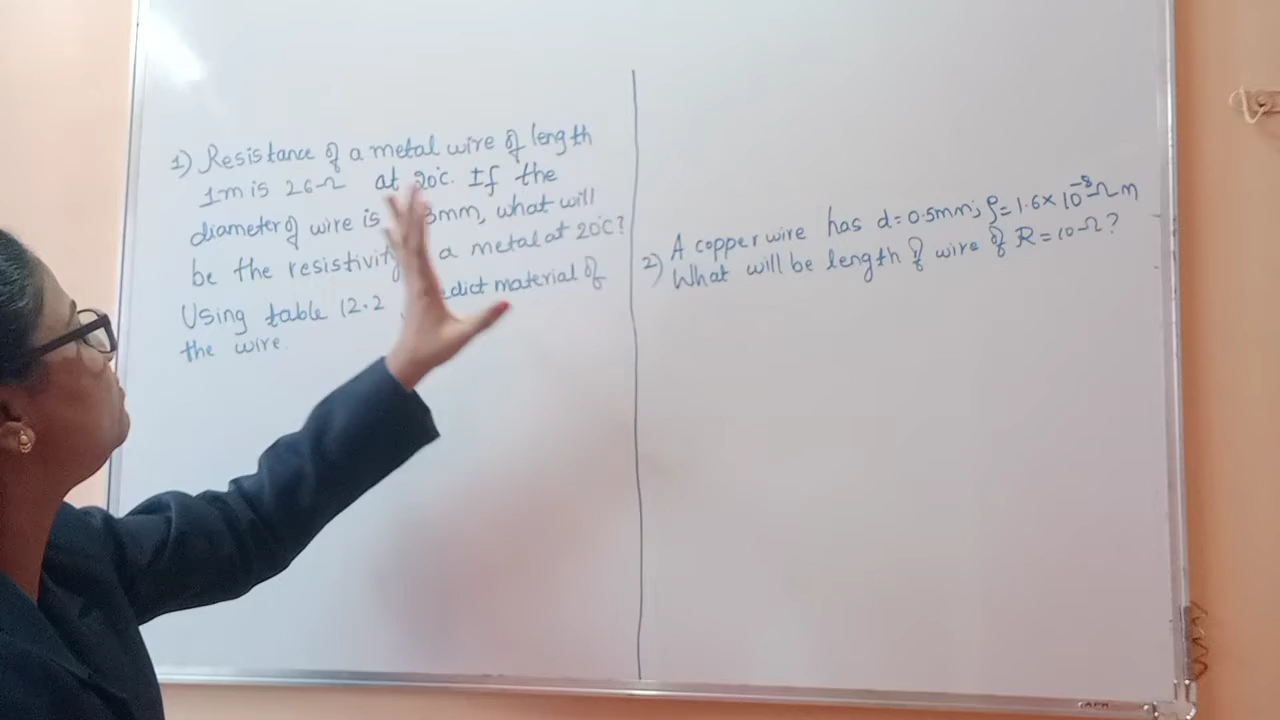 1) Resistance of a metal wire of length
1m is 26Ω at 20°C. If the
diameter of wire is 3mm, what will
be the resistivity a metal at 20°C?
Using table 12.2, material of
the wire.
2) A copper wire has d=0.5mm; ρ=1.6×10⁻⁸Ωm
What will be length of wire of R=10Ω?